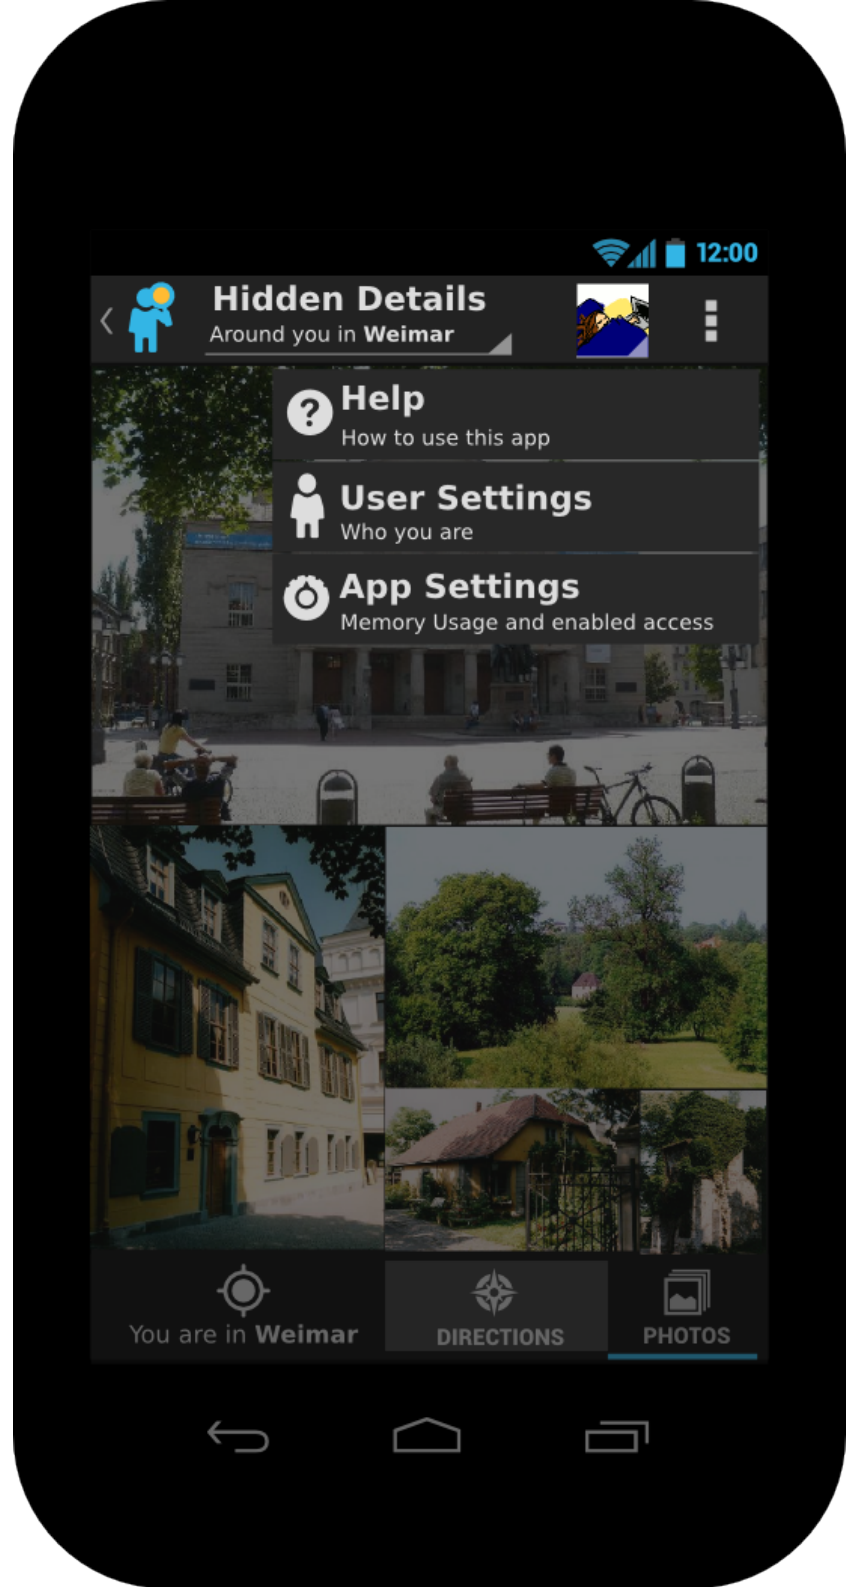 12:00
Hidden Details
Around you in Weimar
Help
How to use this app
User Settings
Who you are
App Settings
Memory Usage and enabled access
You are in Weimar
DIRECTIONS
PHOTOS